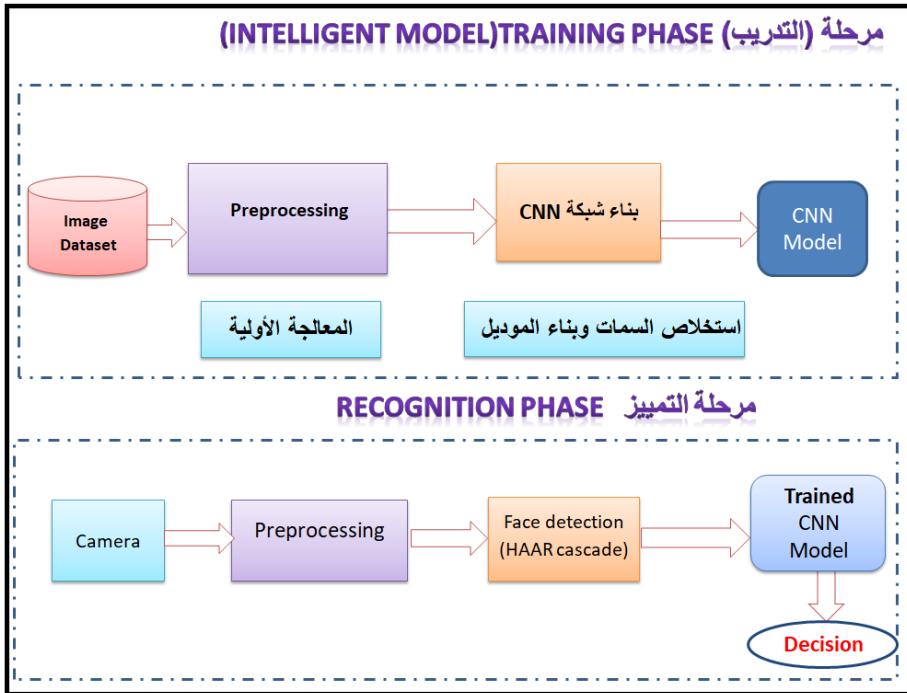 (INTELLIGENT MODEL)TRAINING PHASE مرحلة (التدريب)
Image
Dataset
Preprocessing
بناء شبكة CNN
CNN
Model
المعالجة الأولية
استخلاص السمات وبناء الموديل
RECOGNITION PHASE مرحلة التمييز
Camera
Preprocessing
Face detection
(HAAR cascade)
Trained
CNN
Model
Decision